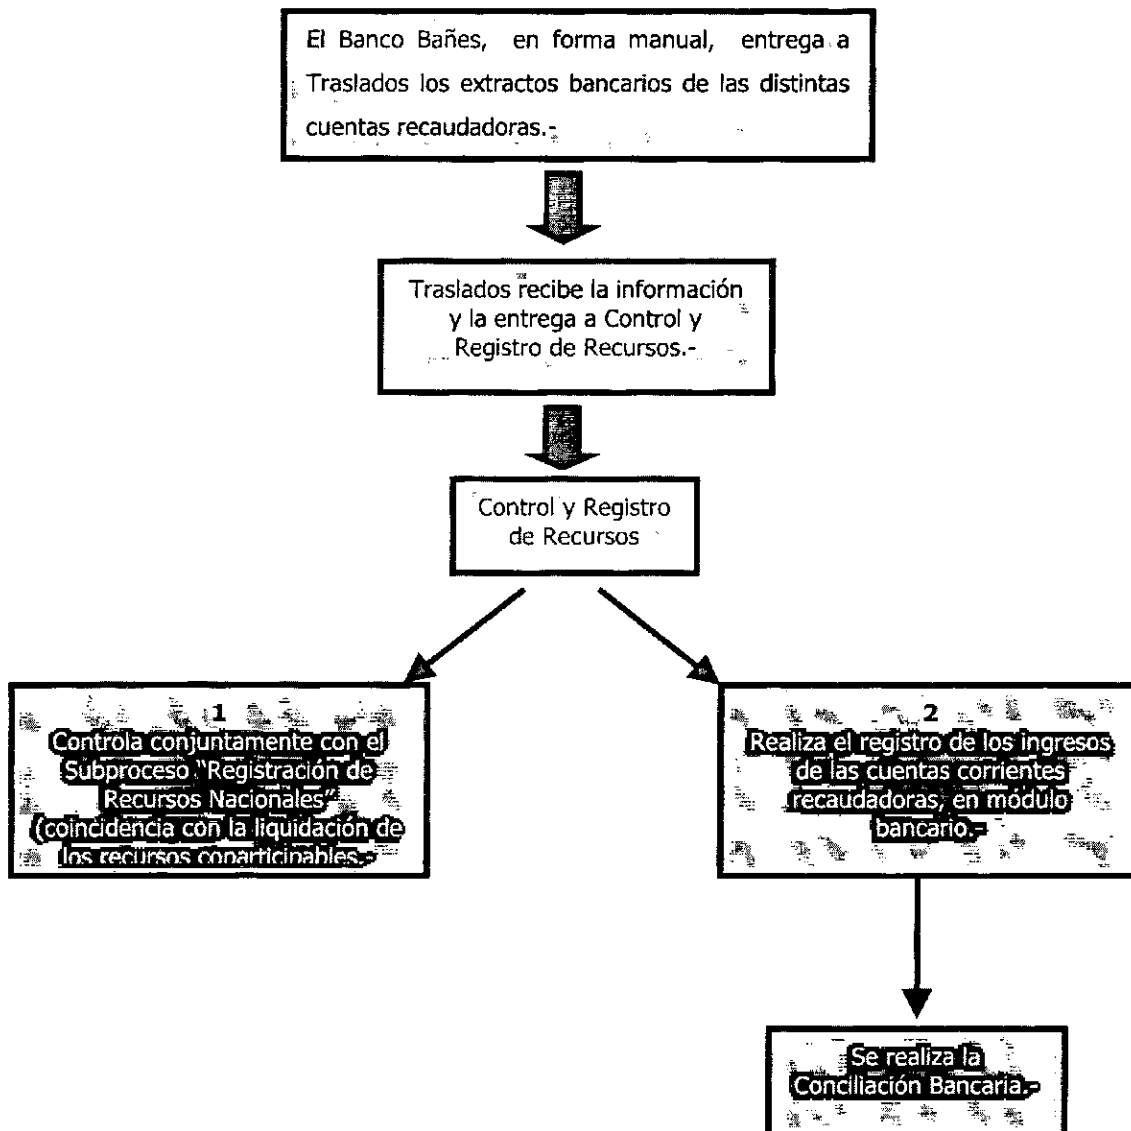 El Banco Bañes, en forma manual, entrega a
Traslados los extractos bancarios de las distintas
cuentas recaudadoras.-
Traslados recibe la información
y la entrega a Control y
Registro de Recursos.-
Control y Registro
de Recursos
1
Controla conjuntamente con el
Subproceso "Registración de
Recursos Nacionales"
(coincidencia con la liquidación de
los recursos coparticipables.-
2
Realiza el registro de los ingresos
de las cuentas corrientes
recaudadoras, en módulo
bancario.-
Se realiza la
Conciliación Bancaria.-